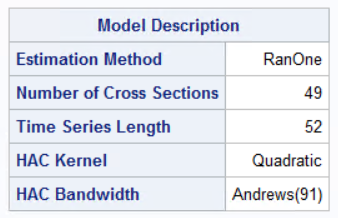 Model Description
Estimation Method RanOne
Number of Cross Sections 49
Time Series Length 52
HAC Kernel Quadratic
HAC Bandwidth Andrews(91)